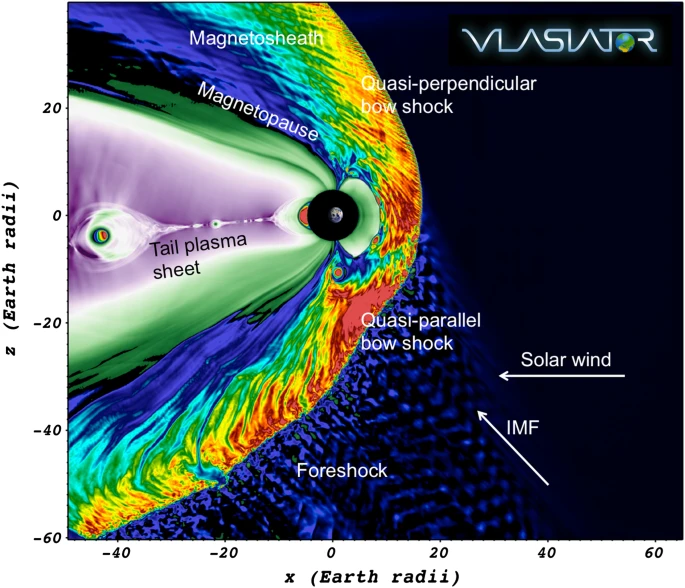 VLASIATOR
Magnetosheath
Quasi-perpendicular
bow shock
Magnetopause
20
0
-20
-40
-60
z (Earth radii)
Tail plasma
sheet
Quasi-parallel
bow shock
Solar wind
IMF
Foreshock
-40
-20
0
20
40
60
x (Earth radii)